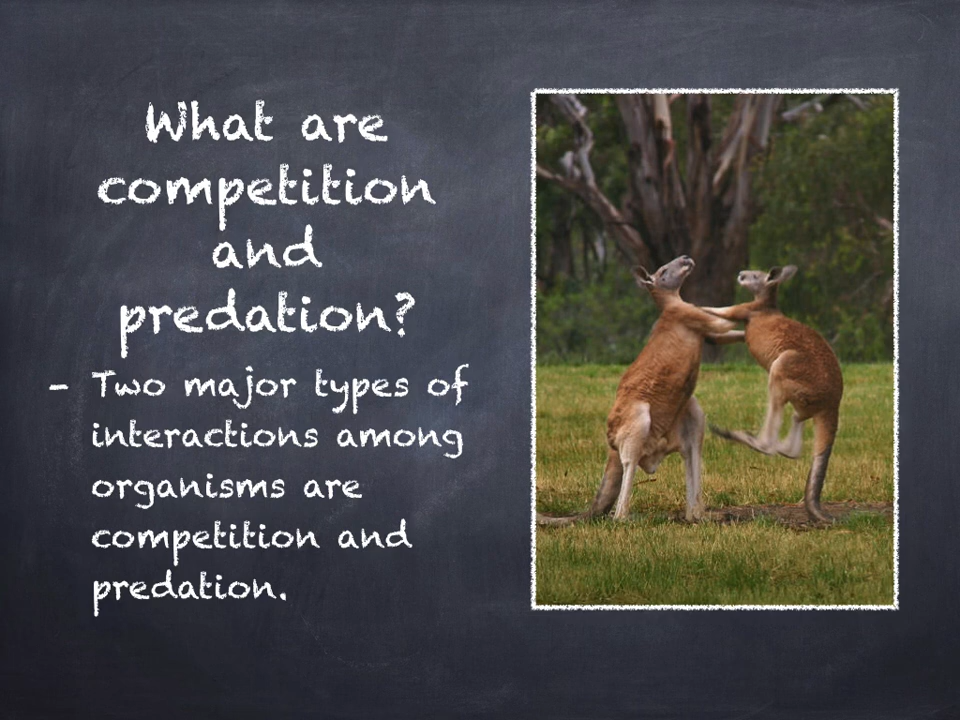 What are
competition
and
predation?
- Two major types of
interactions among
organisms are
competition and
predation.